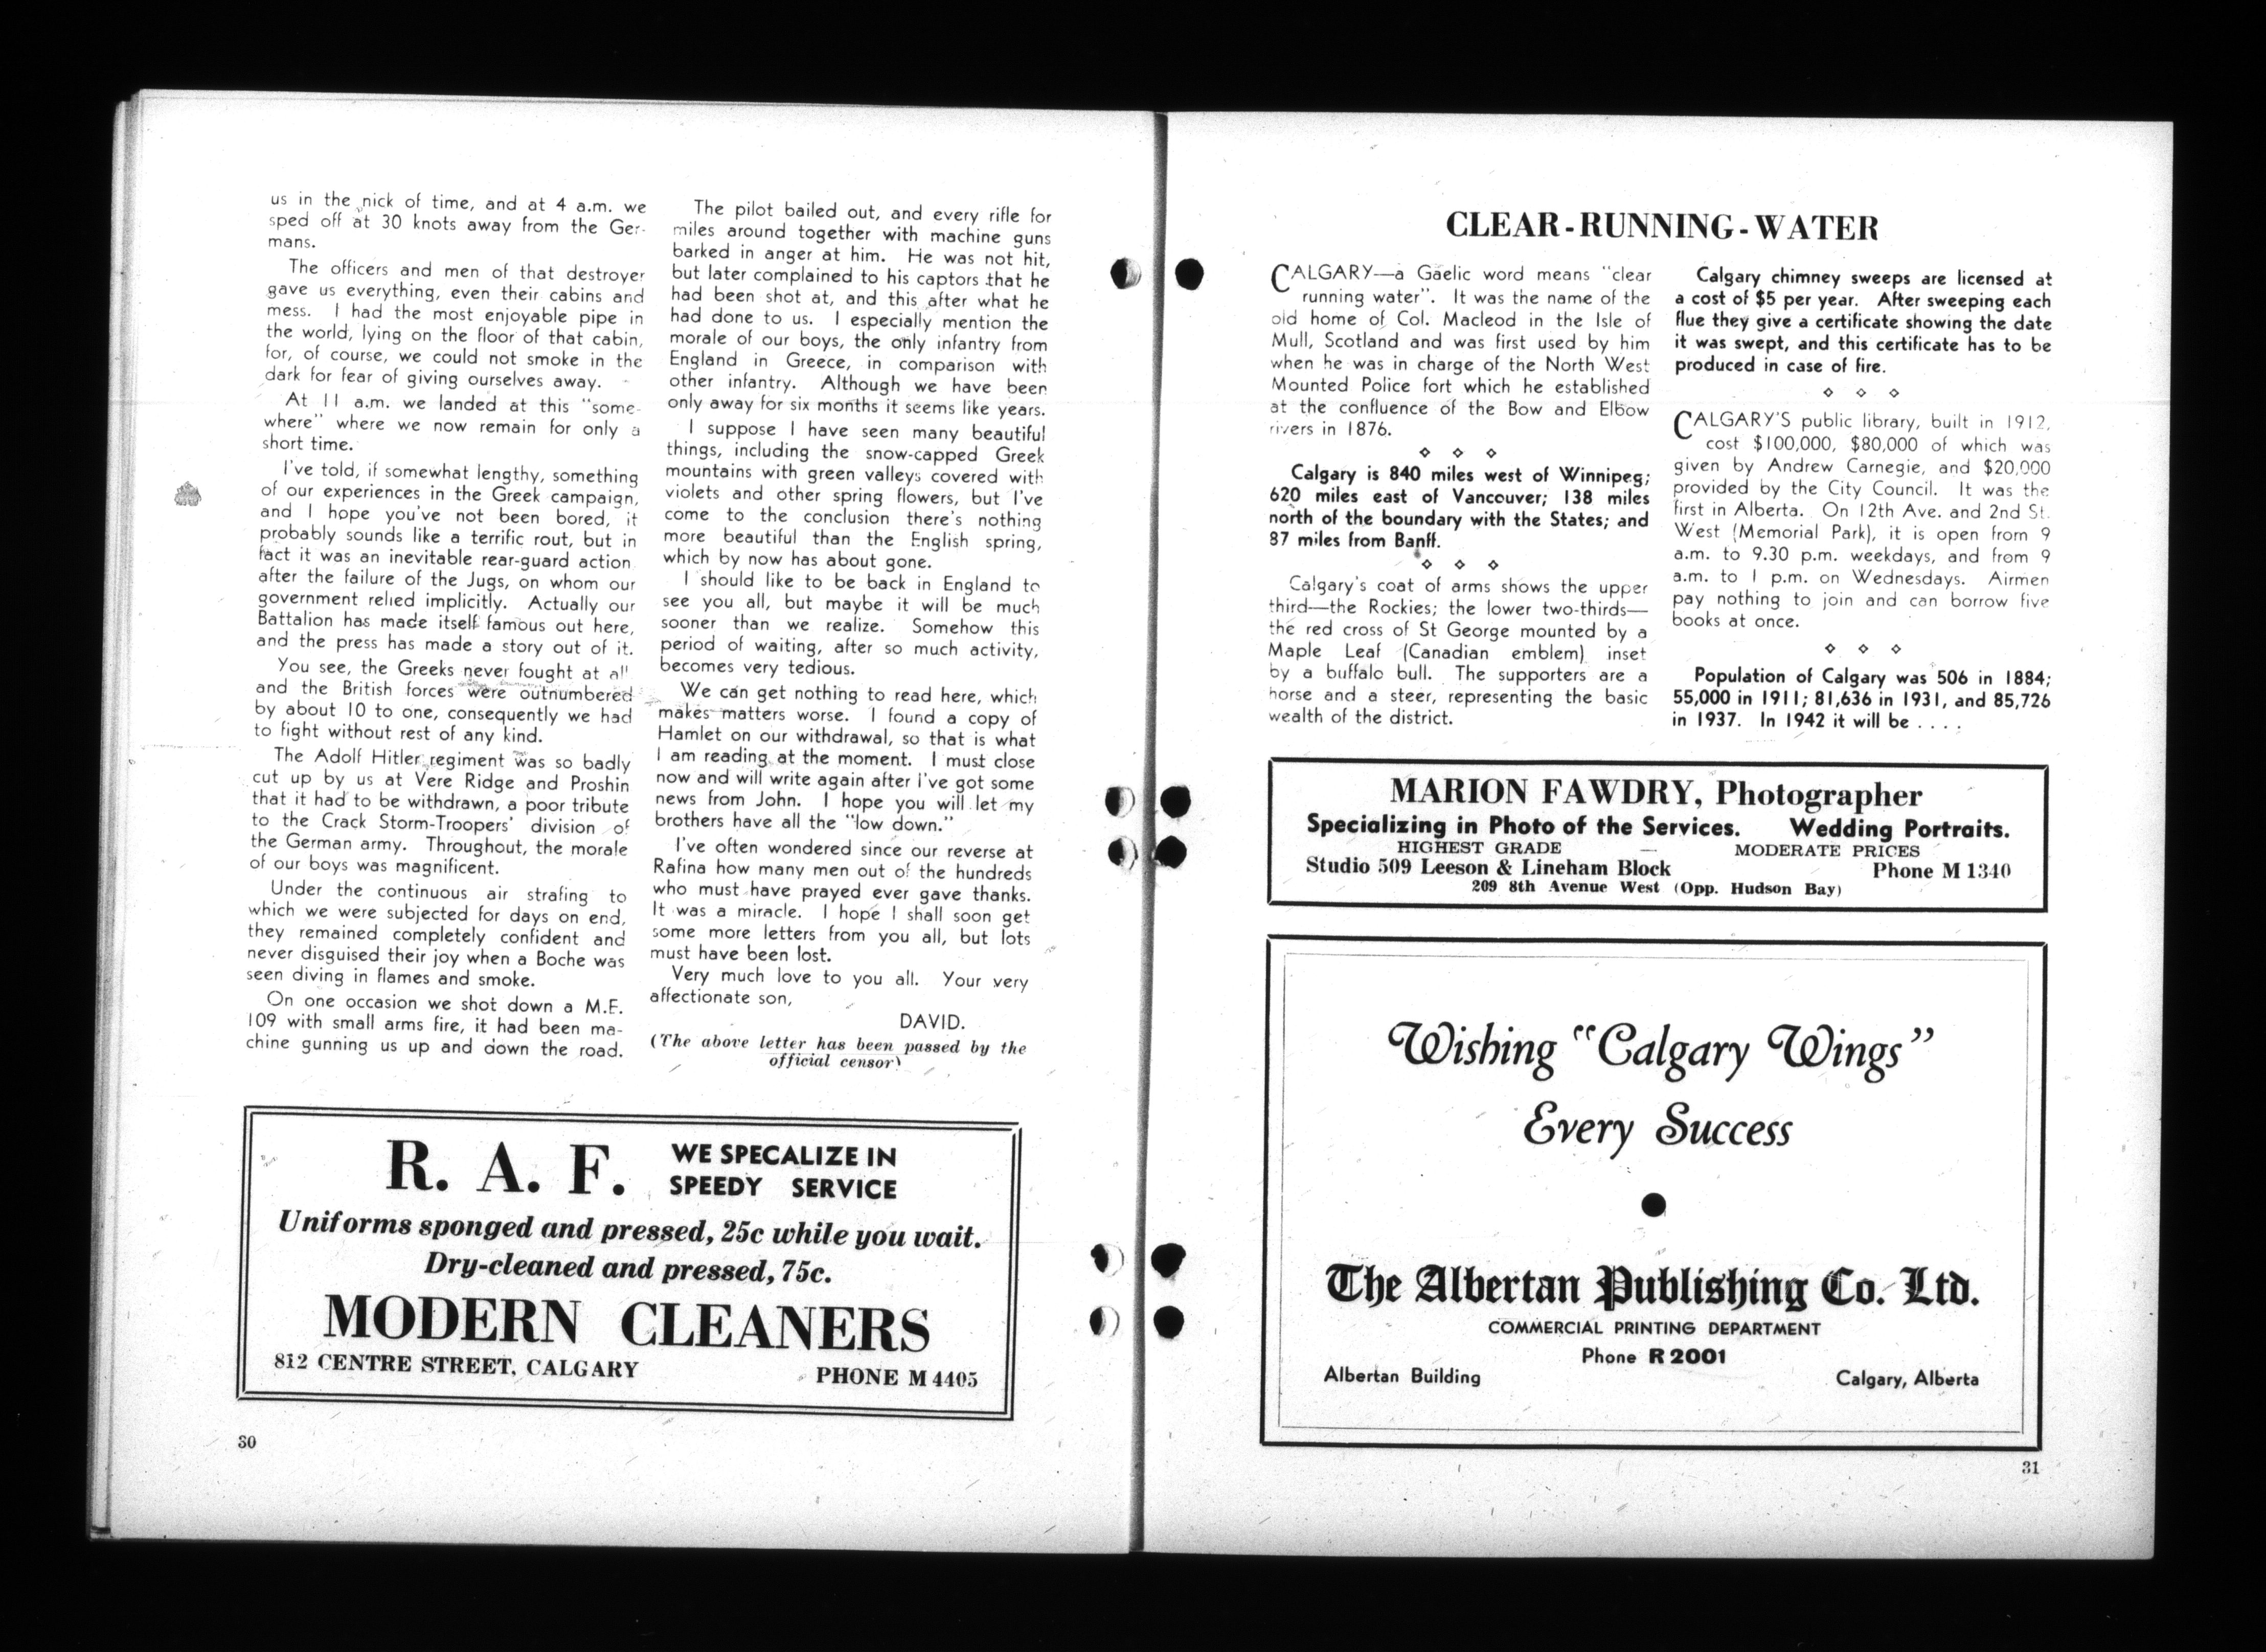 us in the nick of time, and at 4 a.m. we
sped off at 30 knots away from the Ger-
mans.
The officers and men of that destroyer
gave us everything, even their cabins and
mess. I had the most enjoyable pipe in
the world, lying on the floor of that cabin,
for, of course, we could not smoke in the
dark for fear of giving ourselves away.
At 11 a.m. we landed at this "some-
where" where we now remain for only a
short time.
I've told, if somewhat lengthy, something
of our experiences in the Greek campaign,
and I hope you've not been bored, it
probably sounds like a terrific rout, but in
fact it was an inevitable rear-guard action
after the failure of the Jugs, on whom our
government relied implicitly. Actually our
Battalion has made itself famous out here,
and the press has made a story out of it.
You see, the Greeks never fought at all
and the British forces were outnumbered
by about 10 to one, consequently we had
to fight without rest of any kind.
The Adolf Hitler regiment was so badly
cut up by us at Vere Ridge and Proshin
that it had to be withdrawn, a poor tribute
to the Crack Storm-Troopers' division of
the German army. Throughout, the morale
of our boys was magnificent.
Under the continuous air strafing to
which we were subjected for days on end,
they remained completely confident and
never disguised their joy when a Boche was
seen diving in flames and smoke.
On one occasion we shot down a M.E.
109 with small arms fire, it had been ma-
chine gunning us up and down the road.
The pilot bailed out, and every rifle for
miles around together with machine guns
barked in anger at him. He was not hit,
but later complained to his captors that he
had been shot at, and this after what he
had done to us. I especially mention the
morale of our boys, the only infantry from
England in Greece, in comparison with
other infantry. Although we have been
only away for six months it seems like years.
I suppose I have seen many beautiful
things, including the snow-capped Greek
mountains with green valleys covered with
violets and other spring flowers, but I've
come to the conclusion there's nothing
more beautiful than the English spring,
which by now has about gone.
I should like to be back in England to
see you all, but maybe it will be much
sooner than we realize. Somehow this
period of waiting, after so much activity,
becomes very tedious.
We can get nothing to read here, which
makes matters worse. I found a copy of
Hamlet on our withdrawal, so that is what
I am reading at the moment. I must close
now and will write again after i've got some
news from John. I hope you will let my
brothers have all the "low down."
I've often wondered since our reverse at
Rafina how many men out of the hundreds
who must have prayed ever gave thanks.
It was a miracle. I hope I shall soon get
some more letters from you all, but lots
must have been lost.
Very much love to you all. Your very
affectionate son,
DAVID.
(The above letter has been passed by the
official censor)
R. A. F. WE SPECALIZE IN
SPEEDY SERVICE
Uniforms sponged and pressed, 25c while you wait.
Dry-cleaned and pressed, 75c.
MODERN CLEANERS
812 CENTRE STREET, CALGARY PHONE M 4405
30
CLEAR-RUNNING-WATER
CALGARY—a Gaelic word means "clear
running water". It was the name of the
old home of Col. Macleod in the Isle of
Mull, Scotland and was first used by him
when he was in charge of the North West
Mounted Police fort which he established
at the confluence of the Bow and Elbow
rivers in 1876.
Calgary is 840 miles west of Winnipeg;
620 miles east of Vancouver; 138 miles
north of the boundary with the States; and
87 miles from Banff.
Calgary's coat of arms shows the upper
third—the Rockies; the lower two-thirds—
the red cross of St George mounted by a
Maple Leaf (Canadian emblem) inset
by a buffalo bull. The supporters are a
horse and a steer, representing the basic
wealth of the district.
Calgary chimney sweeps are licensed at
a cost of $5 per year. After sweeping each
flue they give a certificate showing the date
it was swept, and this certificate has to be
produced in case of fire.
CALGARY'S public library, built in 1912,
cost $100,000, $80,000 of which was
given by Andrew Carnegie, and $20,000
provided by the City Council. It was the
first in Alberta. On 12th Ave. and 2nd St.
West (Memorial Park), it is open from 9
a.m. to 9.30 p.m. weekdays, and from 9
a.m. to 1 p.m. on Wednesdays. Airmen
pay nothing to join and can borrow five
books at once.
Population of Calgary was 506 in 1884;
55,000 in 1911; 81,636 in 1931, and 85,726
in 1937. In 1942 it will be . . . .
MARION FAWDRY, Photographer
Specializing in Photo of the Services. Wedding Portraits.
HIGHEST GRADE — MODERATE PRICES
Studio 509 Leeson & Lineham Block Phone M 1340
209 8th Avenue West (Opp. Hudson Bay)
Wishing "Calgary Wings"
Every Success
The Albertan Publishing Co. Ltd.
COMMERCIAL PRINTING DEPARTMENT
Phone R 2001
Albertan Building Calgary, Alberta
31